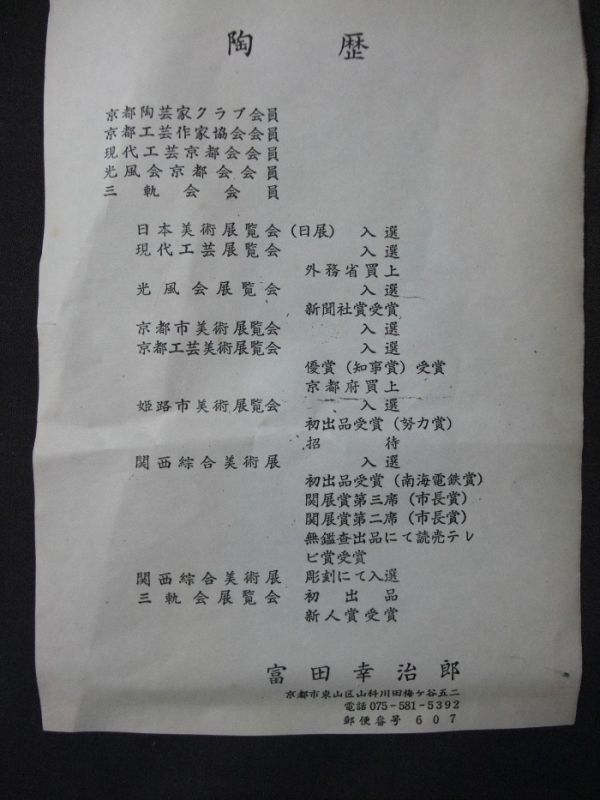 陶歴
京都陶芸家クラブ会員
京都工芸作家協会会員
現代工芸京都会会員
光風会京都会会員
三軌会会員
日本美術展覧会(日展) 入選
現代工芸展覧会 入選
外務省買上
光風会展覧会 入選
新聞社賞受賞
京都市美術展覧会 入選
京都工芸美術展覧会 入選
優賞(知事賞)受賞
京都府買上
姫路市美術展覧会 入選
初出品受賞(努力賞)
招待
関西綜合美術展 入選
初出品受賞(南海電鉄賞)
関展賞第三席(市長賞)
関展賞第二席(市長賞)
無鑑査出品にて読売テレ
ビ賞受賞
関西綜合美術展 彫刻にて入選
三軌会展覧会 初出品
新人賞受賞
富田幸治郎
京都市東山区山科川田梅ケ谷五二
電話075-581-5392
郵便番号607